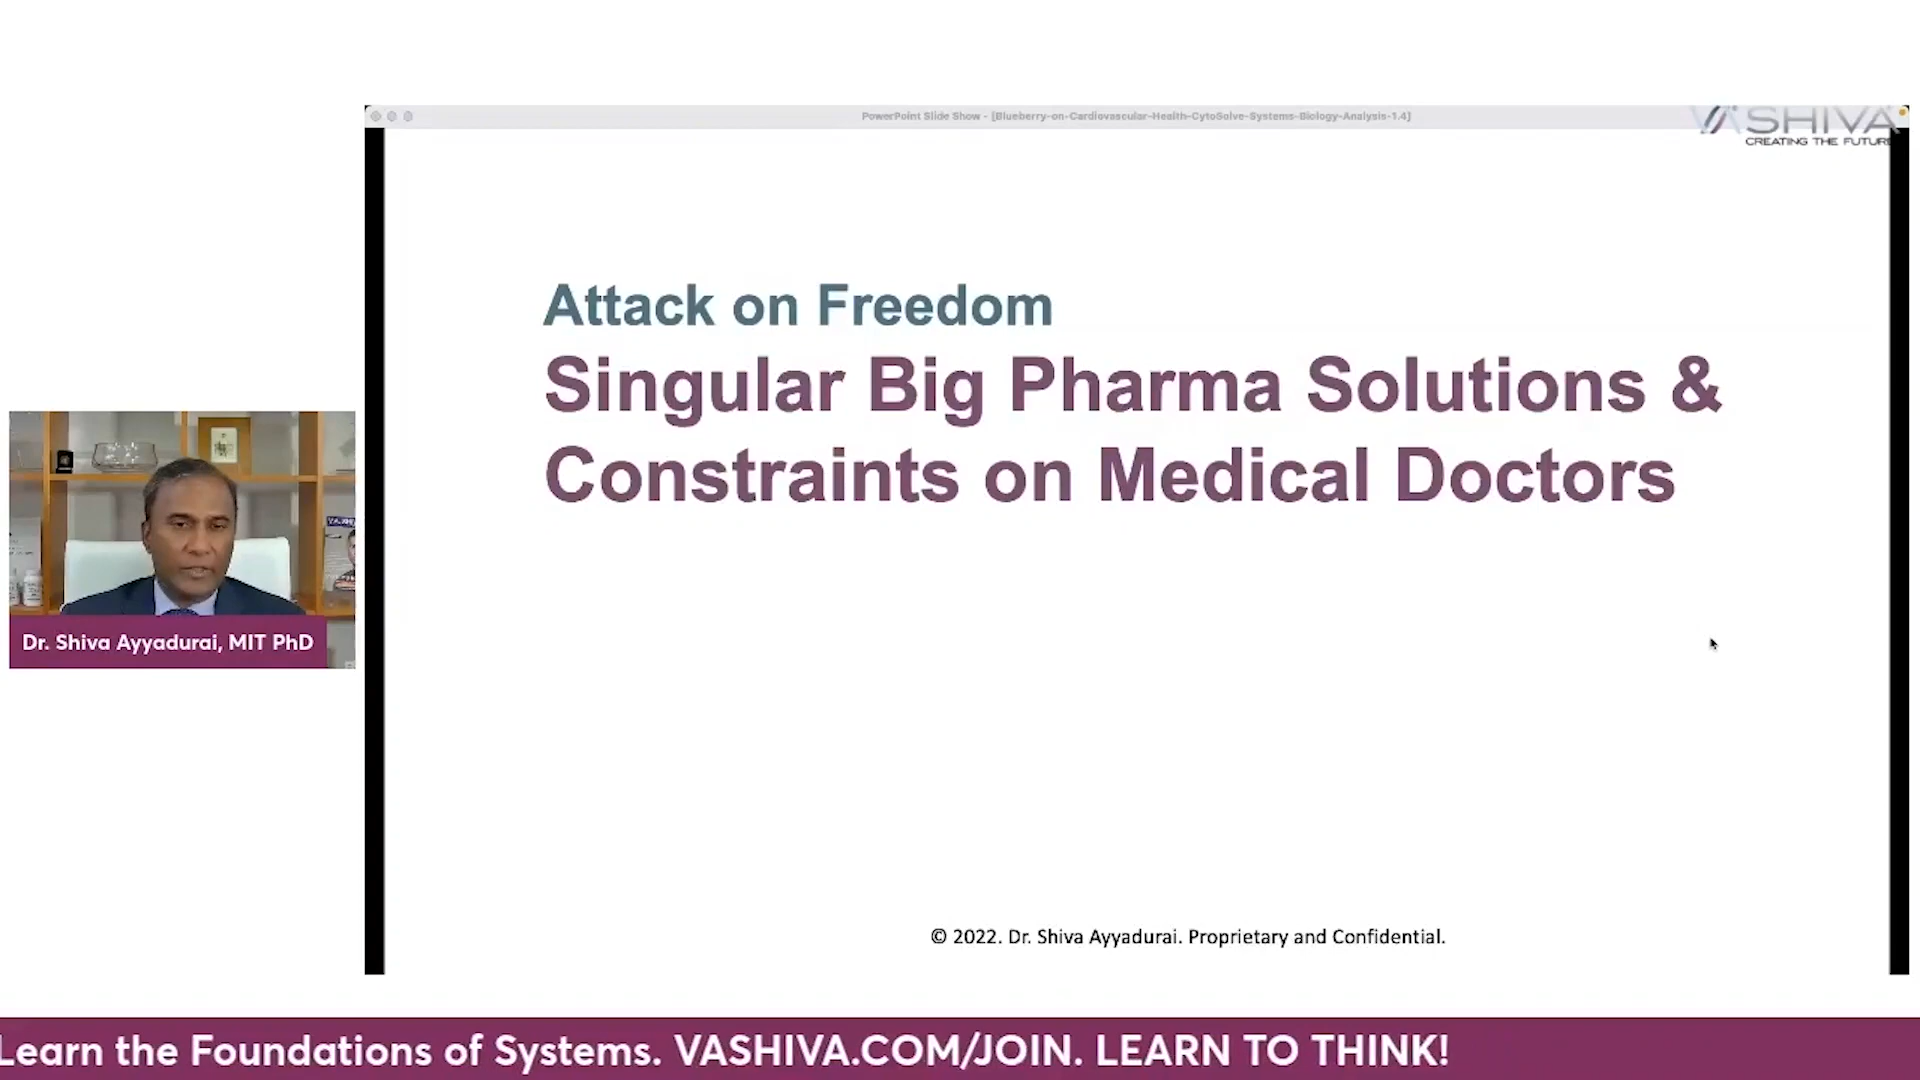 PowerPoint Slide Show - [Blueberry-on-Cardiovascular-Health-CytoSolve-Systems-Biology-Analysis-1.4]
VA SHIVA
CREATING THE FUTURE
Attack on Freedom
Singular Big Pharma Solutions &
Constraints on Medical Doctors
Dr. Shiva Ayyadurai, MIT PhD
© 2022. Dr. Shiva Ayyadurai. Proprietary and Confidential.
Learn the Foundations of Systems. VASHIVA.COM/JOIN. LEARN TO THINK!